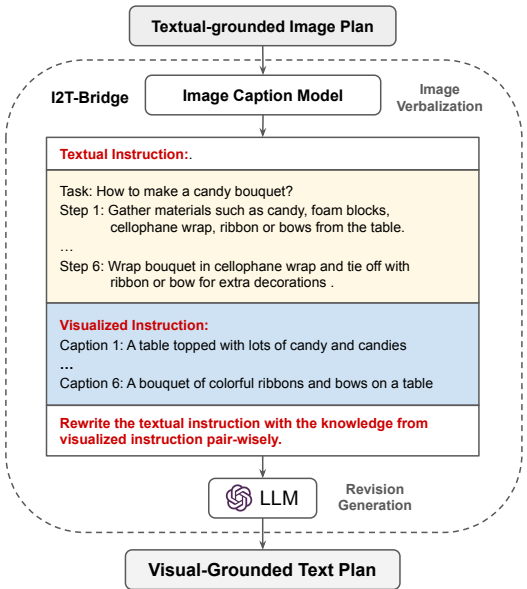 Textual-grounded Image Plan
I2T-Bridge
Image Caption Model
Image
Verbalization
Textual Instruction:.
Task: How to make a candy bouquet?
Step 1: Gather materials such as candy, foam blocks,
cellophane wrap, ribbon or bows from the table.
…
Step 6: Wrap bouquet in cellophane wrap and tie off with
ribbon or bow for extra decorations .
Visualized Instruction:
Caption 1: A table topped with lots of candy and candies
...
Caption 6: A bouquet of colorful ribbons and bows on a table
Rewrite the textual instruction with the knowledge from
visualized instruction pair-wisely.
LLM
Revision
Generation
Visual-Grounded Text Plan